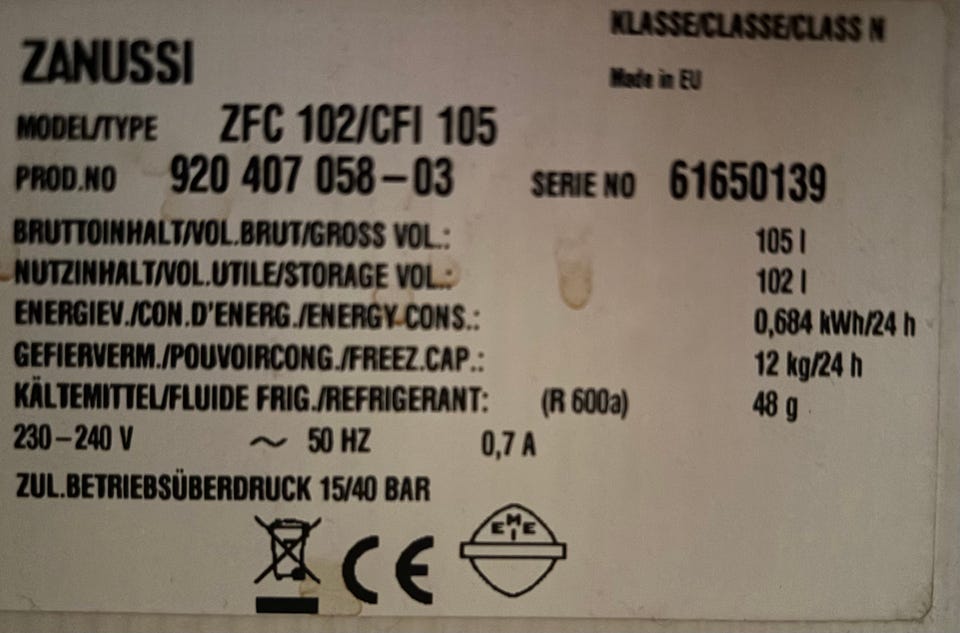 KLASSE/CLASSE/CLASS N
ZANUSSI
Made in EU
MODEL/TYPE ZFC 102/CFI 105
PROD.NO 920 407 058-03 SERIE NO 61650139
BRUTTOINHALT/VOL.BRUT/GROSS VOL.: 105 l
NUTZINHALT/VOL.UTILE/STORAGE VOL.: 102 l
ENERGIEV./CON.D'ENERG./ENERGY CONS.: 0,684 kWh/24 h
GEFIERVERM./POUVOIRCONG./FREEZ.CAP.: 12 kg/24 h
KÄLTEMITTEL/FLUIDE FRIG./REFRIGERANT: (R 600a) 48 g
230-240 V ~ 50 HZ 0,7 A
ZUL.BETRIEBSÜBERDRUCK 15/40 BAR
CE EMEI